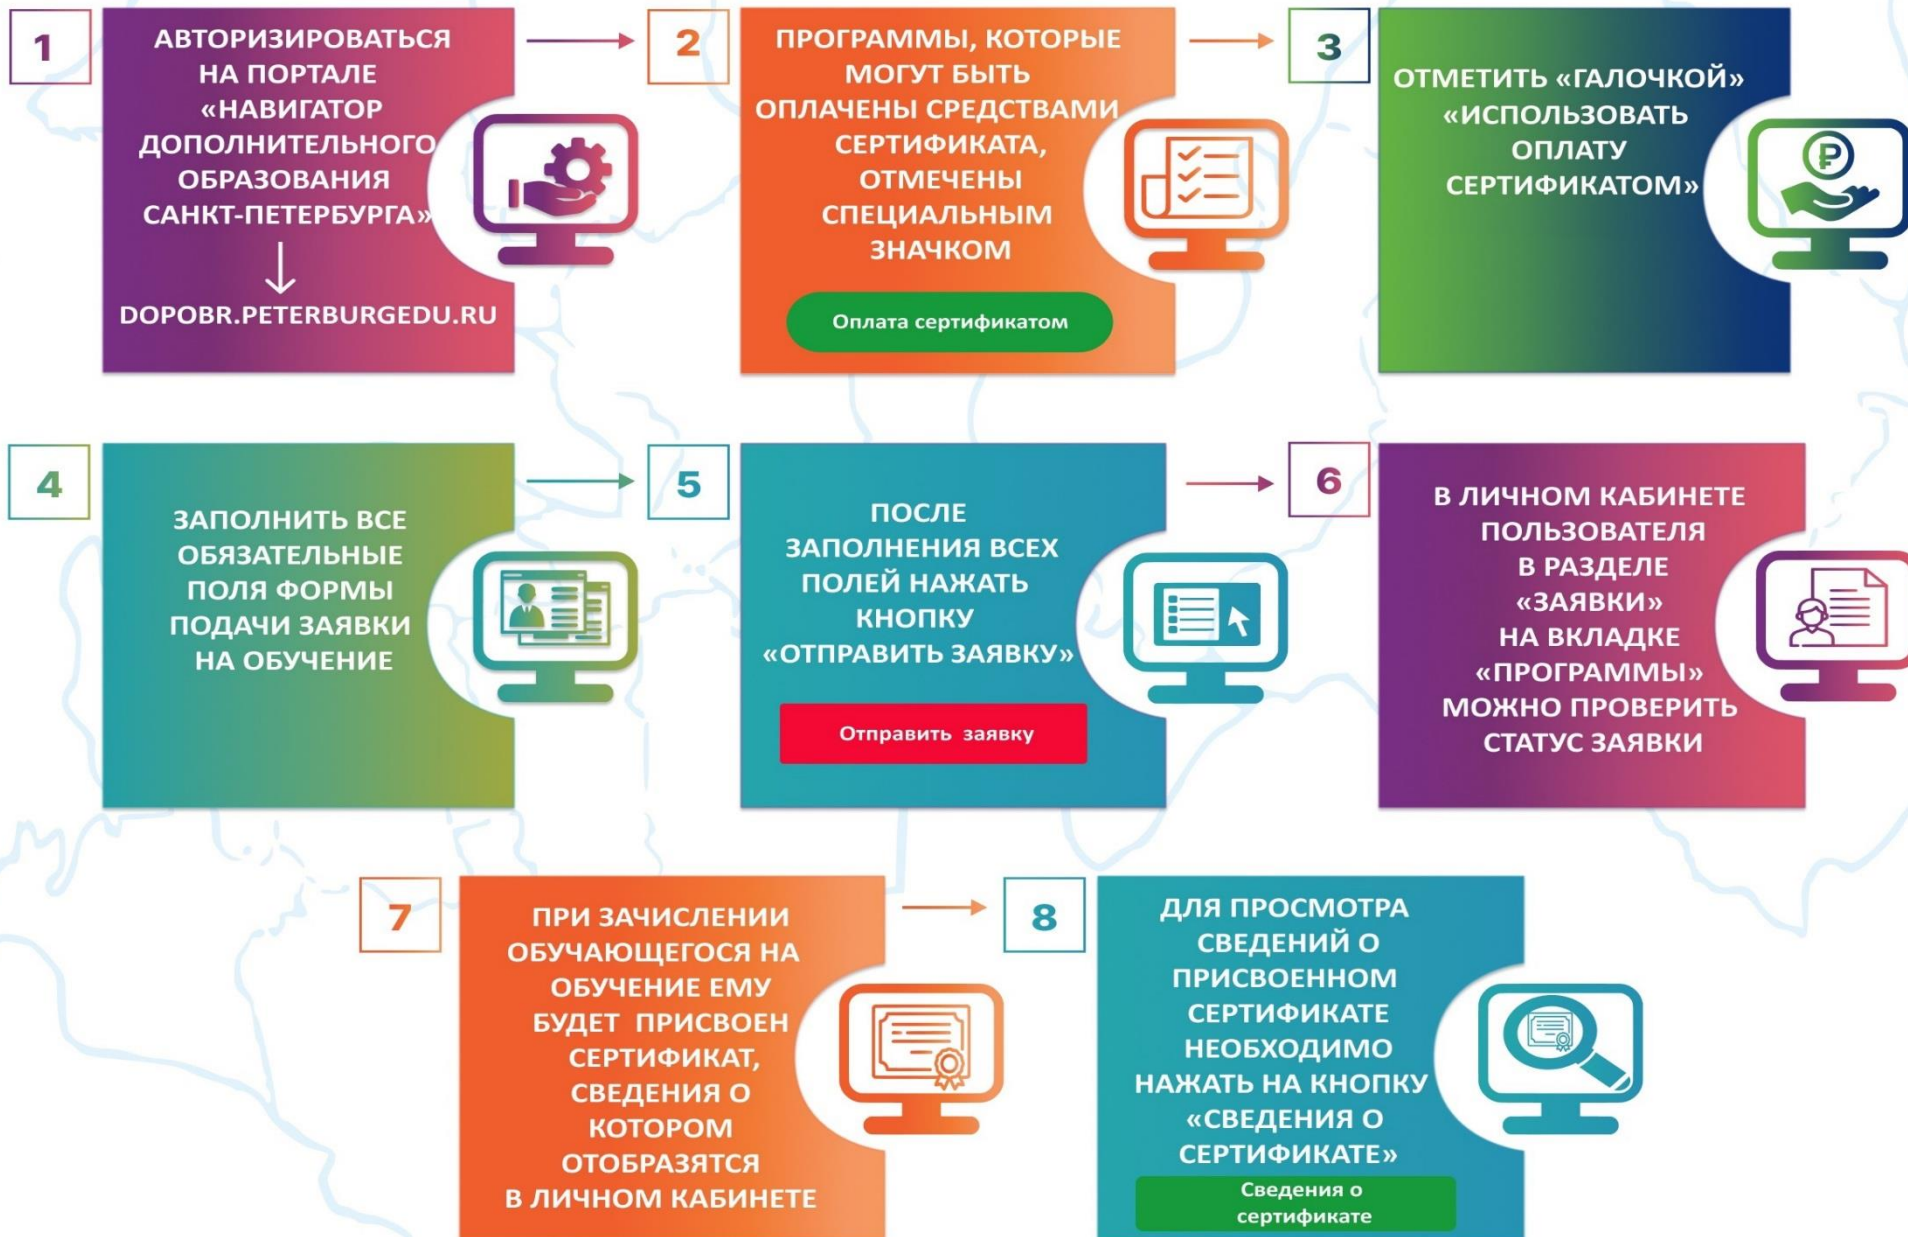 1
АВТОРИЗИРОВАТЬСЯ
НА ПОРТАЛЕ
«НАВИГАТОР
ДОПОЛНИТЕЛЬНОГО
ОБРАЗОВАНИЯ
САНКТ-ПЕТЕРБУРГА»
DOPOBR.PETERBURGEDU.RU
2
ПРОГРАММЫ, КОТОРЫЕ
МОГУТ БЫТЬ
ОПЛАЧЕНЫ СРЕДСТВАМИ
СЕРТИФИКАТА,
ОТМЕЧЕНЫ
СПЕЦИАЛЬНЫМ
ЗНАЧКОМ
Оплата сертификатом
3
ОТМЕТИТЬ «ГАЛОЧКОЙ»
«ИСПОЛЬЗОВАТЬ
ОПЛАТУ
СЕРТИФИКАТОМ»
4
ЗАПОЛНИТЬ ВСЕ
ОБЯЗАТЕЛЬНЫЕ
ПОЛЯ ФОРМЫ
ПОДАЧИ ЗАЯВКИ
НА ОБУЧЕНИЕ
5
ПОСЛЕ
ЗАПОЛНЕНИЯ ВСЕХ
ПОЛЕЙ НАЖАТЬ
КНОПКУ
«ОТПРАВИТЬ ЗАЯВКУ»
Отправить заявку
6
В ЛИЧНОМ КАБИНЕТЕ
ПОЛЬЗОВАТЕЛЯ
В РАЗДЕЛЕ
«ЗАЯВКИ»
НА ВКЛАДКЕ
«ПРОГРАММЫ»
МОЖНО ПРОВЕРИТЬ
СТАТУС ЗАЯВКИ
7
ПРИ ЗАЧИСЛЕНИИ
ОБУЧАЮЩЕГОСЯ НА
ОБУЧЕНИЕ ЕМУ
БУДЕТ ПРИСВОЕН
СЕРТИФИКАТ,
СВЕДЕНИЯ О
КОТОРОМ
ОТОБРАЗЯТСЯ
В ЛИЧНОМ КАБИНЕТЕ
8
ДЛЯ ПРОСМОТРА
СВЕДЕНИЙ О
ПРИСВОЕННОМ
СЕРТИФИКАТЕ
НЕОБХОДИМО
НАЖАТЬ НА КНОПКУ
«СВЕДЕНИЯ О
СЕРТИФИКАТЕ»
Сведения о
сертификате